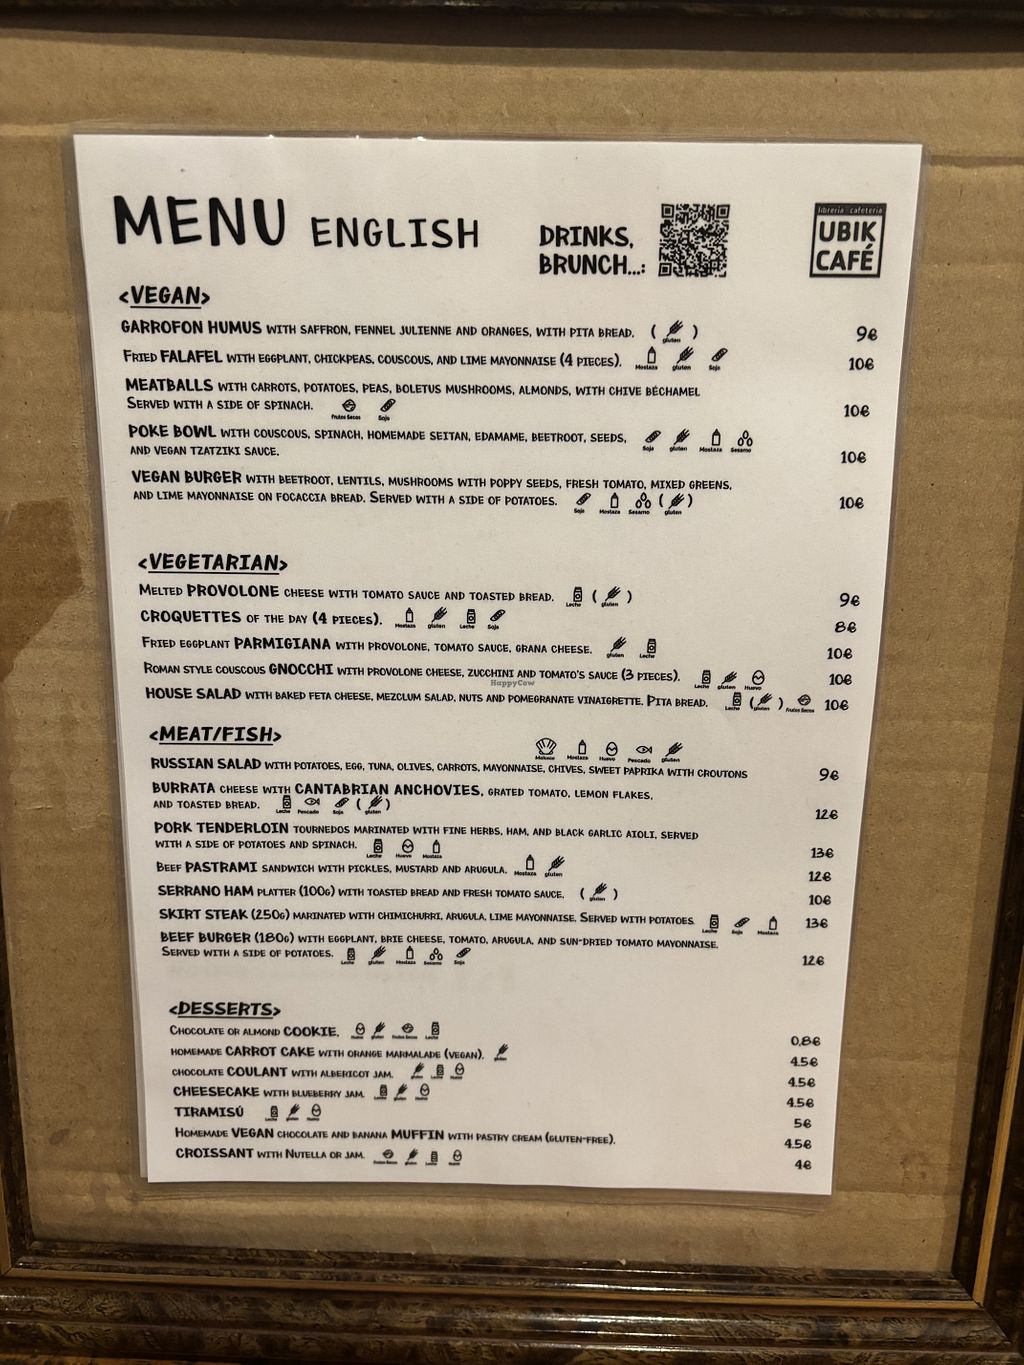 MENU ENGLISH
DRINKS,
BRUNCH...:
librería cafetería
UBIK
CAFÉ
<VEGAN>
GARROFON HUMUS WITH SAFFRON, FENNEL JULIENNE AND ORANGES, WITH PITA BREAD. ( gluten ) 9€
FRIED FALAFEL WITH EGGPLANT, CHICKPEAS, COUSCOUS, AND LIME MAYONNAISE (4 PIECES). Mostaza gluten Soja 10€
MEATBALLS WITH CARROTS, POTATOES, PEAS, BOLETUS MUSHROOMS, ALMONDS, WITH CHIVE BÉCHAMEL
SERVED WITH A SIDE OF SPINACH. Frutos Secos Soja 10€
POKE BOWL WITH COUSCOUS, SPINACH, HOMEMADE SEITAN, EDAMAME, BEETROOT, SEEDS,
AND VEGAN TZATZIKI SAUCE. Soja gluten Mostaza Sesamo 10€
VEGAN BURGER WITH BEETROOT, LENTILS, MUSHROOMS WITH POPPY SEEDS, FRESH TOMATO, MIXED GREENS,
AND LIME MAYONNAISE ON FOCACCIA BREAD. SERVED WITH A SIDE OF POTATOES. Soja Mostaza Sesamo ( gluten ) 10€
<VEGETARIAN>
MELTED PROVOLONE CHEESE WITH TOMATO SAUCE AND TOASTED BREAD. Leche ( gluten ) 9€
CROQUETTES OF THE DAY (4 PIECES). Mostaza gluten Leche Soja 8€
FRIED EGGPLANT PARMIGIANA WITH PROVOLONE, TOMATO SAUCE, GRANA CHEESE. gluten Leche 10€
ROMAN STYLE COUSCOUS GNOCCHI WITH PROVOLONE CHEESE, ZUCCHINI AND TOMATO'S SAUCE (3 PIECES). Leche gluten Huevo 10€
HappyCow
HOUSE SALAD WITH BAKED FETA CHEESE, MEZCLUM SALAD, NUTS AND POMEGRANATE VINAIGRETTE. PITA BREAD. Leche ( gluten ) Frutos Secos 10€
<MEAT/FISH>
Molusco Mostaza Huevo Pescado gluten
RUSSIAN SALAD WITH POTATOES, EGG, TUNA, OLIVES, CARROTS, MAYONNAISE, CHIVES, SWEET PAPRIKA WITH CROUTONS 9€
BURRATA CHEESE WITH CANTABRIAN ANCHOVIES, GRATED TOMATO, LEMON FLAKES,
AND TOASTED BREAD. Leche Pescado Soja ( gluten ) 12€
PORK TENDERLOIN TOURNEDOS MARINATED WITH FINE HERBS, HAM, AND BLACK GARLIC AIOLI, SERVED
WITH A SIDE OF POTATOES AND SPINACH. Leche Huevo Mostaza 13€
BEEF PASTRAMI SANDWICH WITH PICKLES, MUSTARD AND ARUGULA. Mostaza gluten 12€
SERRANO HAM PLATTER (100G) WITH TOASTED BREAD AND FRESH TOMATO SAUCE. ( gluten ) 10€
SKIRT STEAK (250G) MARINATED WITH CHIMICHURRI, ARUGULA, LIME MAYONNAISE. SERVED WITH POTATOES Leche Soja Mostaza 13€
BEEF BURGER (180G) WITH EGGPLANT, BRIE CHEESE, TOMATO, ARUGULA, AND SUN-DRIED TOMATO MAYONNAISE.
SERVED WITH A SIDE OF POTATOES. Leche gluten Mostaza Sesamo Soja 12€
<DESSERTS>
CHOCOLATE OR ALMOND COOKIE. Huevo gluten Frutos Secos Leche 0,8€
HOMEMADE CARROT CAKE WITH ORANGE MARMALADE (VEGAN). gluten 4.5€
CHOCOLATE COULANT WITH ALBERICOT JAM. gluten Leche Huevo 4.5€
CHEESECAKE WITH BLUEBERRY JAM. Leche gluten Huevo 4.5€
TIRAMISÚ Leche gluten Huevo 5€
HOMEMADE VEGAN CHOCOLATE AND BANANA MUFFIN WITH PASTRY CREAM (GLUTEN-FREE). 4.5€
CROISSANT WITH NUTELLA OR JAM. Frutos Secos gluten Leche Huevo 4€